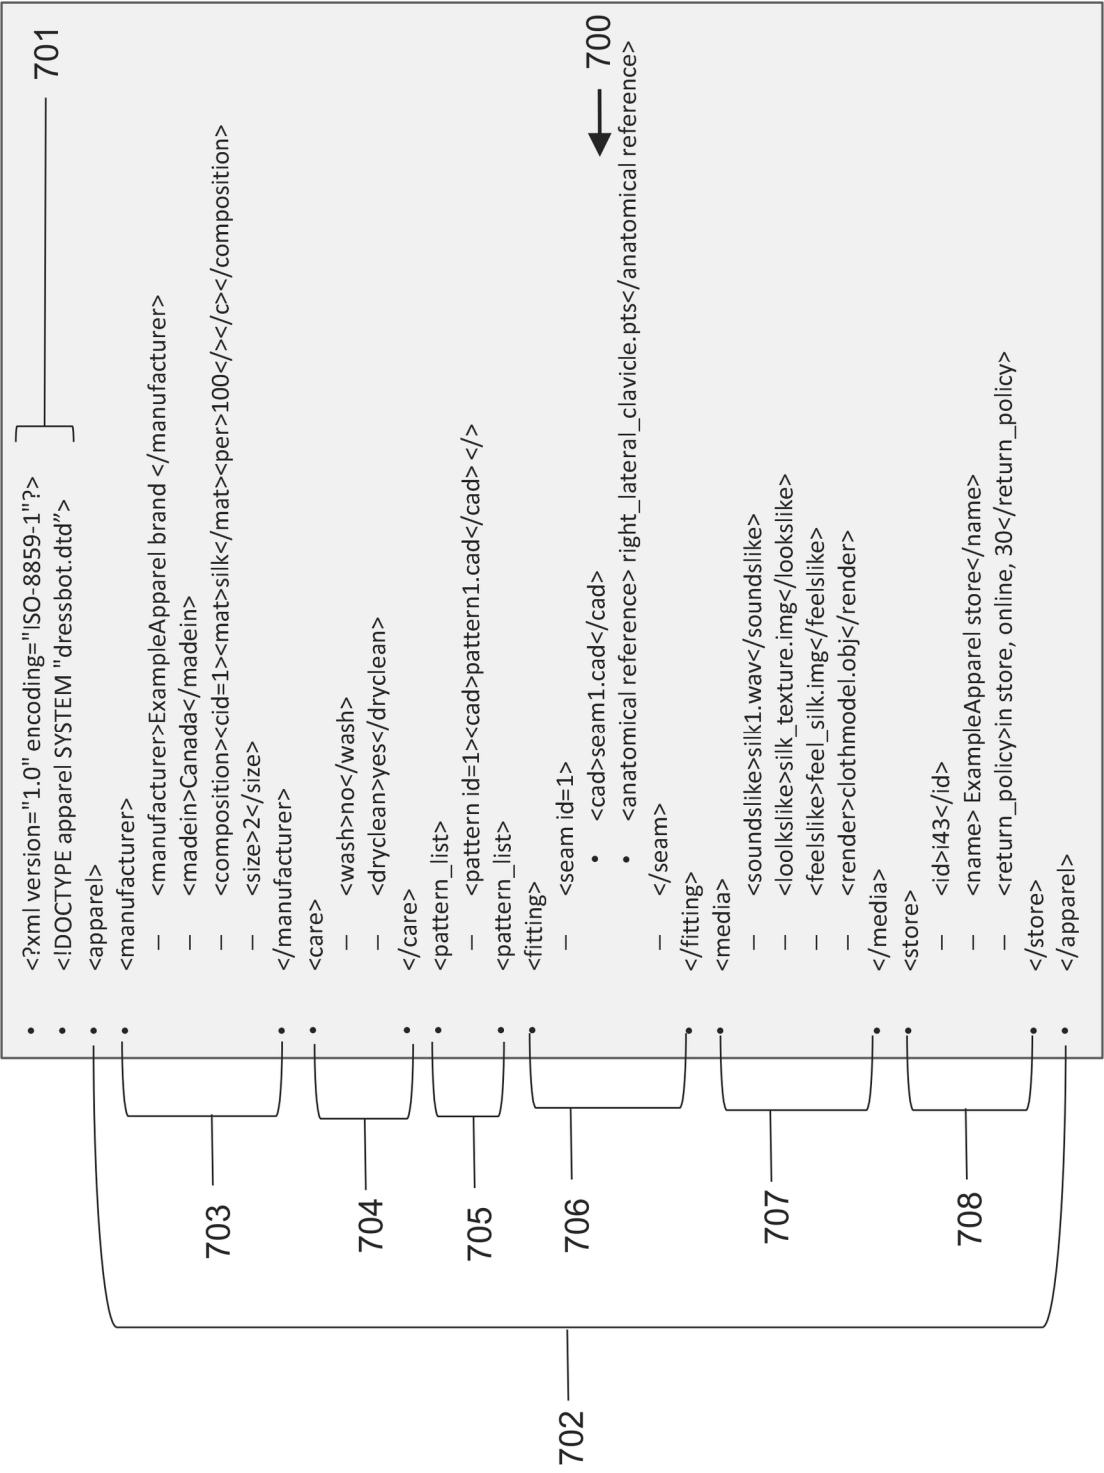 <?xml version="1.0" encoding="ISO-8859-1"?>
<!DOCTYPE apparel SYSTEM "dressbot.dtd”>
701
<apparel>
<manufacturer>
– <manufacturer>ExampleApparel brand </manufacturer>
– <madein>Canada</madein>
– <composition><cid=1><mat>silk</mat><per>100</></c></composition>
– <size>2</size>
</manufacturer>
703
<care>
– <wash>no</wash>
– <dryclean>yes</dryclean>
</care>
704
<pattern_list>
– <pattern id=1><cad>pattern1.cad</cad> </>
<pattern_list>
705
<fitting>
– <seam id=1>
• <cad>seam1.cad</cad>
700
• <anatomical reference> right_lateral_clavicle.pts</anatomical reference>
– </seam>
</fitting>
706
<media>
– <soundslike>silk1.wav</soundslike>
– <loolkslike>silk_texture.img</lookslike>
– <feelslike>feel_silk.img</feelslike>
– <render>clothmodel.obj</render>
</media>
707
<store>
– <id>i43</id>
– <name> ExampleApparel store</name>
– <return_policy>in store, online, 30</return_policy>
</store>
708
</apparel>
702